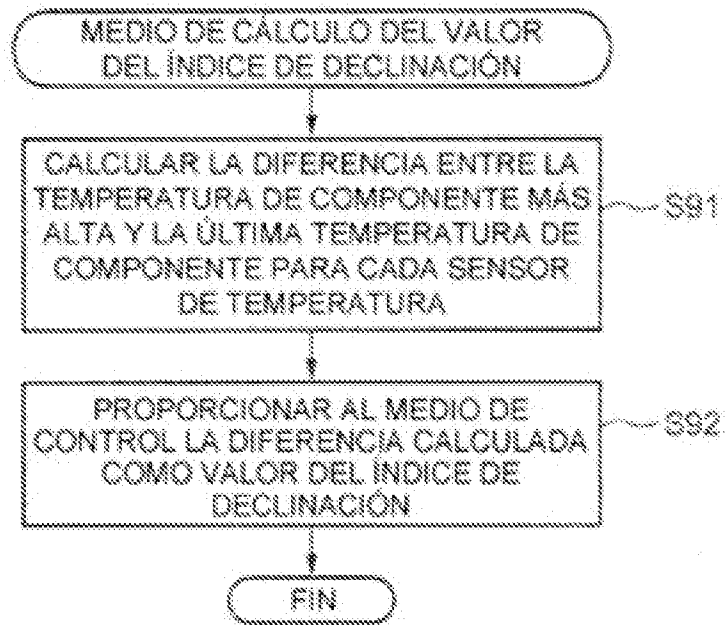 MEDIO DE CÁLCULO DEL VALOR
DEL ÍNDICE DE DECLINACIÓN
CALCULAR LA DIFERENCIA ENTRE LA
TEMPERATURA DE COMPONENTE MÁS
ALTA Y LA ÚLTIMA TEMPERATURA DE
COMPONENTE PARA CADA SENSOR
DE TEMPERATURA
S91
PROPORCIONAR AL MEDIO DE
CONTROL LA DIFERENCIA CALCULADA
COMO VALOR DEL ÍNDICE DE
DECLINACIÓN
S92
FIN